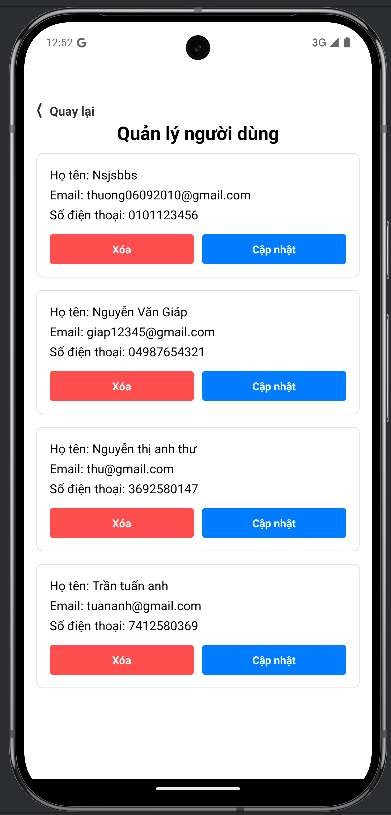 12:52 G
3G
Quay lại
Quản lý người dùng
Họ tên: Nsjsbbs
Email: thuong06092010@gmail.com
Số điện thoại: 0101123456
Xóa Cập nhật
Họ tên: Nguyễn Văn Giáp
Email: giap12345@gmail.com
Số điện thoại: 04987654321
Xóa Cập nhật
Họ tên: Nguyễn thị anh thư
Email: thu@gmail.com
Số điện thoại: 3692580147
Xóa Cập nhật
Họ tên: Trần tuấn anh
Email: tuananh@gmail.com
Số điện thoại: 7412580369
Xóa Cập nhật